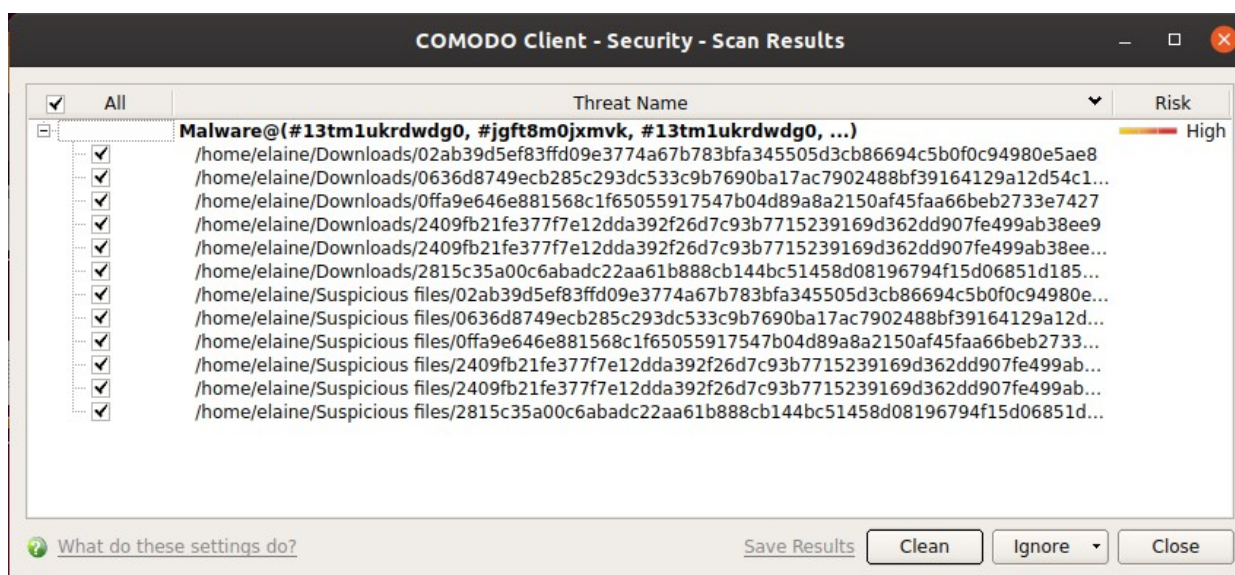 COMODO Client - Security - Scan Results
All Threat Name Risk
Malware@(#13tm1ukrdwdg0, #jgft8m0jxmvk, #13tm1ukrdwdg0, ...) High
/home/elaine/Downloads/02ab39d5ef83ffd09e3774a67b783bfa345505d3cb86694c5b0f0c94980e5ae8
/home/elaine/Downloads/0636d8749ecb285c293dc533c9b7690ba17ac7902488bf39164129a12d54c1...
/home/elaine/Downloads/0ffa9e646e881568c1f65055917547b04d89a8a2150af45faa66beb2733e7427
/home/elaine/Downloads/2409fb21fe377f7e12dda392f26d7c93b7715239169d362dd907fe499ab38ee9
/home/elaine/Downloads/2409fb21fe377f7e12dda392f26d7c93b7715239169d362dd907fe499ab38ee...
/home/elaine/Downloads/2815c35a00c6abadc22aa61b888cb144bc51458d08196794f15d06851d185...
/home/elaine/Suspicious files/02ab39d5ef83ffd09e3774a67b783bfa345505d3cb86694c5b0f0c94980e...
/home/elaine/Suspicious files/0636d8749ecb285c293dc533c9b7690ba17ac7902488bf39164129a12d...
/home/elaine/Suspicious files/0ffa9e646e881568c1f65055917547b04d89a8a2150af45faa66beb2733...
/home/elaine/Suspicious files/2409fb21fe377f7e12dda392f26d7c93b7715239169d362dd907fe499ab...
/home/elaine/Suspicious files/2409fb21fe377f7e12dda392f26d7c93b7715239169d362dd907fe499ab...
/home/elaine/Suspicious files/2815c35a00c6abadc22aa61b888cb144bc51458d08196794f15d06851d...
What do these settings do? Save Results Clean Ignore Close